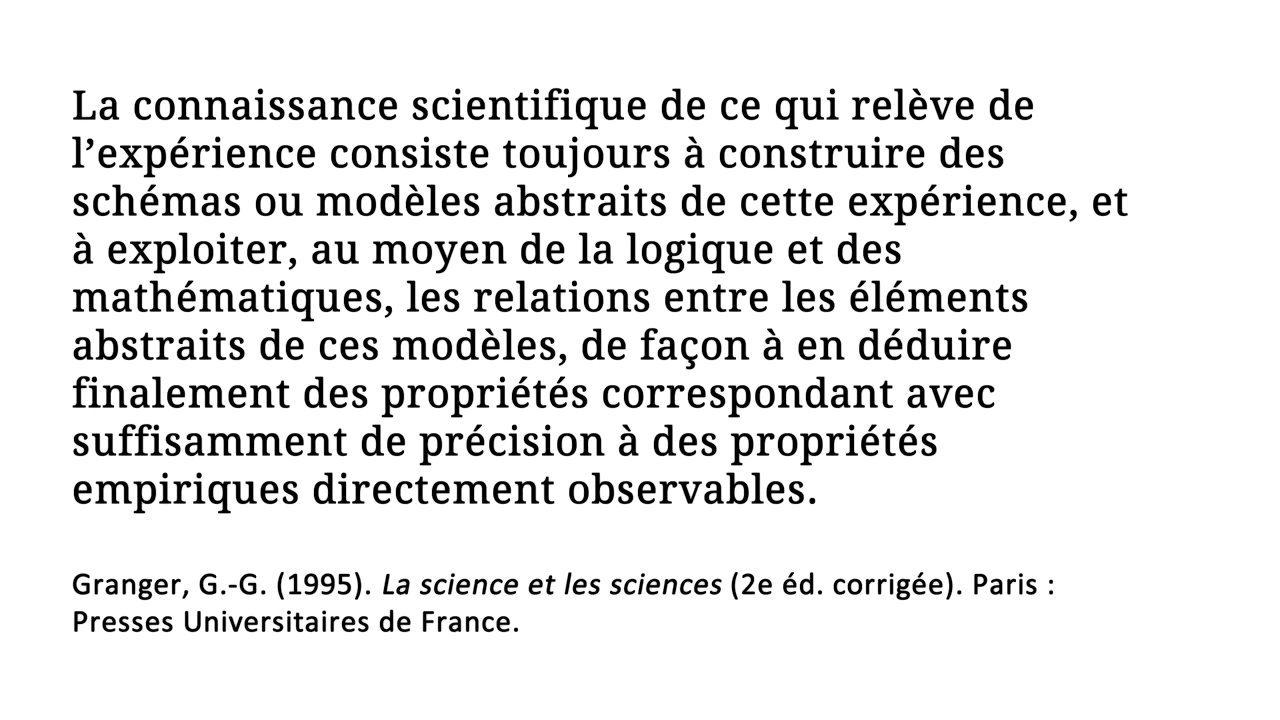 La connaissance scientifique de ce qui relève de
l’expérience consiste toujours à construire des
schémas ou modèles abstraits de cette expérience, et
à exploiter, au moyen de la logique et des
mathématiques, les relations entre les éléments
abstraits de ces modèles, de façon à en déduire
finalement des propriétés correspondant avec
suffisamment de précision à des propriétés
empiriques directement observables.
Granger, G.-G. (1995). La science et les sciences (2e éd. corrigée). Paris :
Presses Universitaires de France.